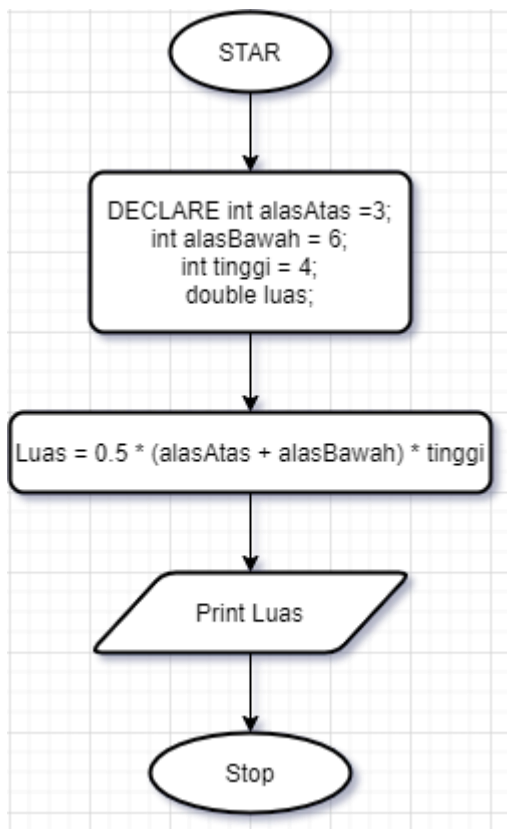 STAR
DECLARE int alasAtas =3;
int alasBawah = 6;
int tinggi = 4;
double luas;
Luas = 0.5 * (alasAtas + alasBawah) * tinggi
Print Luas
Stop